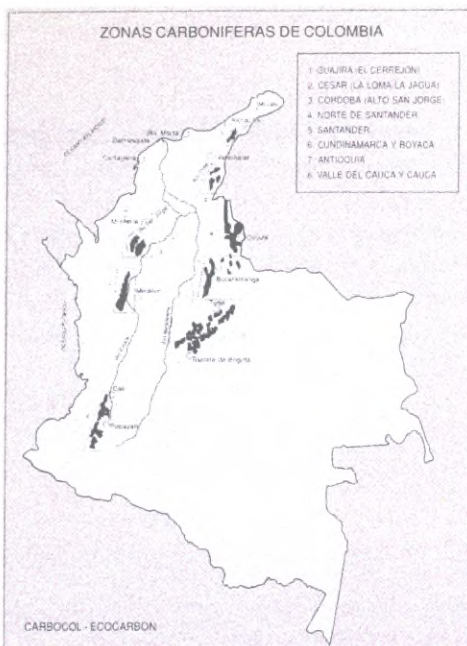 ZONAS CARBONIFERAS DE COLOMBIA
1 GUAJIRA (EL CERREJON)
2 CESAR (LA LOMA-LA JAGUA)
3 CORDOBA (ALTO SAN JORGE)
4 NORTE DE SANTANDER
5 SANTANDER
6 CUNDINAMARCA Y BOYACA
7 ANTIOQUIA
8 VALLE DEL CAUCA Y CAUCA
Sta. Marta
Barranquilla
Cartagena
Valledupar
Montería
Cúcuta
Bucaramanga
Medellín
Tunja
Santafé de Bogotá
Cali
Popayán
CARBOCOL - ECOCARBON